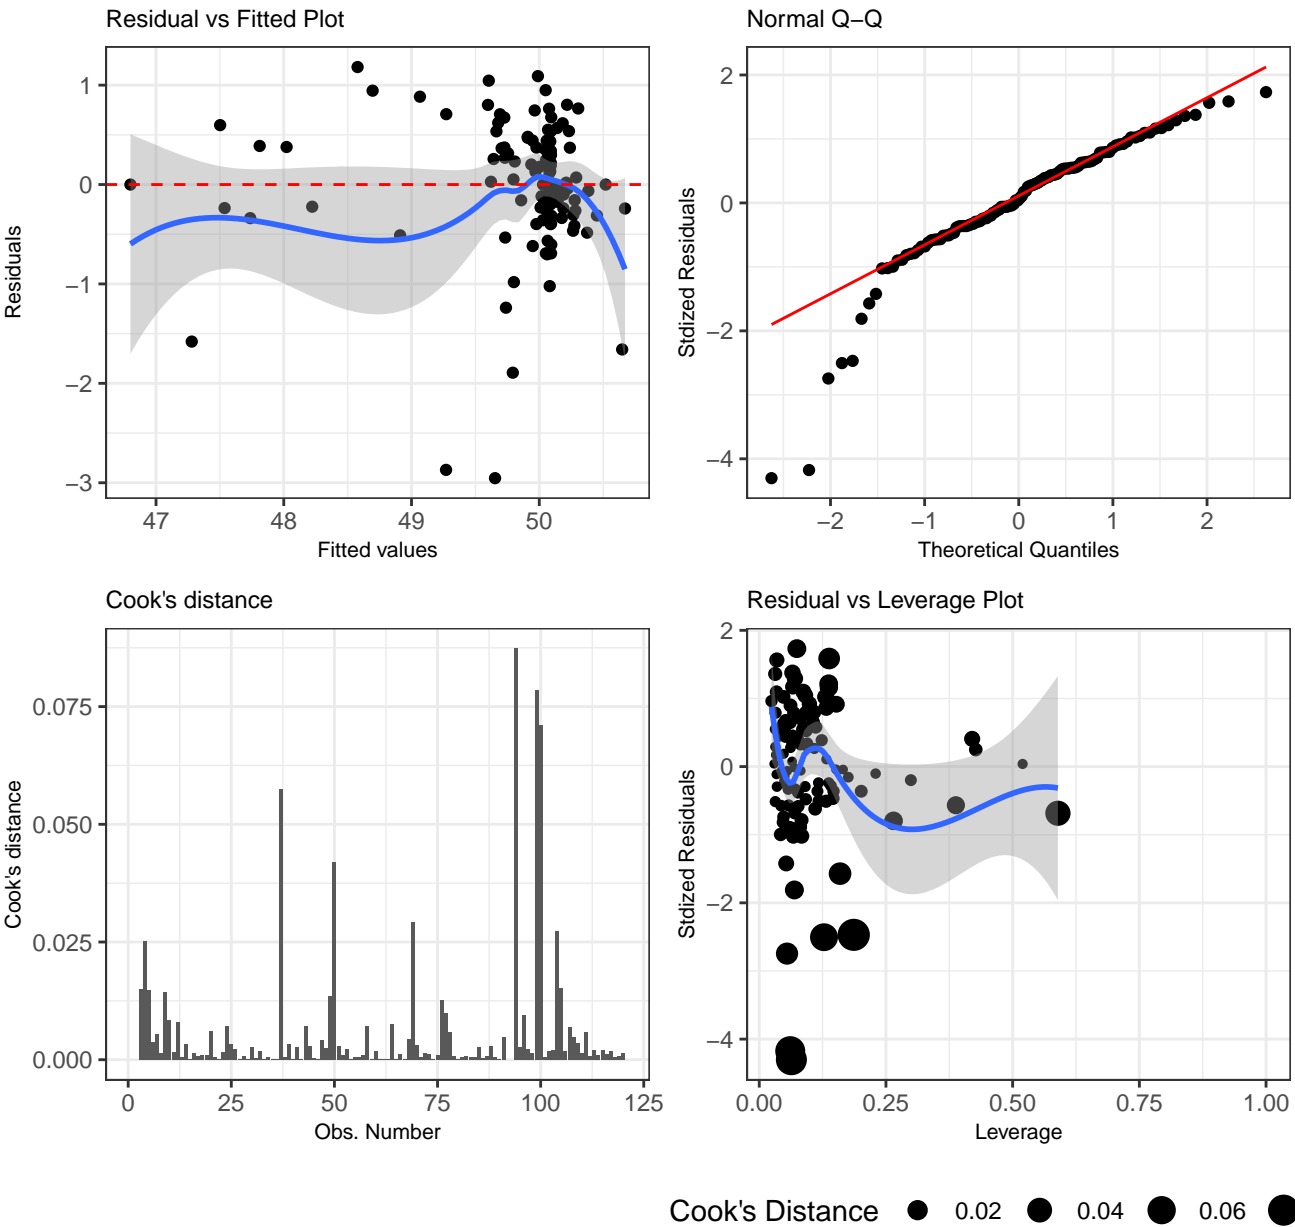 Residual vs Fitted Plot
1
0
−1
−2
−3
Residuals
47 48 49 50
Fitted values
Normal Q−Q
2
0
−2
−4
Stdized Residuals
−2 −1 0 1 2
Theoretical Quantiles
Cook's distance
0.075
0.050
0.025
0.000
Cook's distance
0 25 50 75 100 125
Obs. Number
Residual vs Leverage Plot
2
0
−2
−4
Stdized Residuals
0.00 0.25 0.50 0.75 1.00
Leverage
Cook's Distance 0.02 0.04 0.06